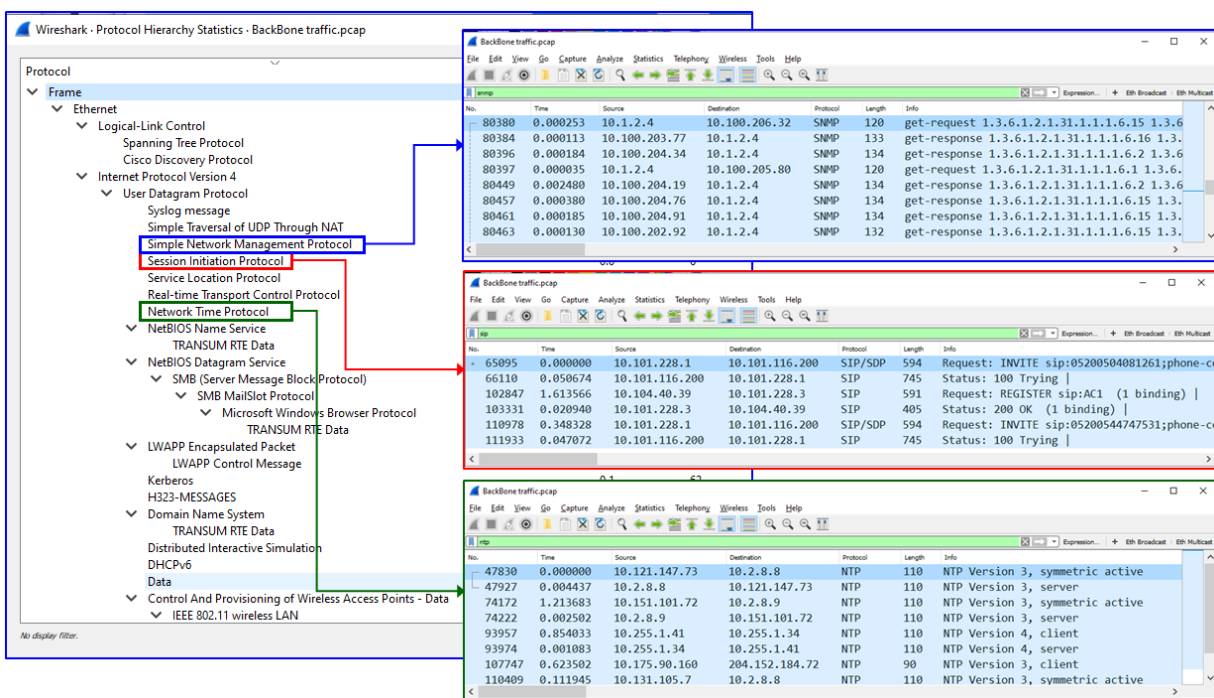 Wireshark · Protocol Hierarchy Statistics · BackBone traffic.pcap
Protocol
Frame
Ethernet
Logical-Link Control
Spanning Tree Protocol
Cisco Discovery Protocol
Internet Protocol Version 4
User Datagram Protocol
Syslog message
Simple Traversal of UDP Through NAT
Simple Network Management Protocol
Session Initiation Protocol
Service Location Protocol
Real-time Transport Control Protocol
Network Time Protocol
NetBIOS Name Service
TRANSUM RTE Data
NetBIOS Datagram Service
SMB (Server Message Block Protocol)
SMB MailSlot Protocol
Microsoft Windows Browser Protocol
TRANSUM RTE Data
LWAPP Encapsulated Packet
LWAPP Control Message
Kerberos
H323-MESSAGES
Domain Name System
TRANSUM RTE Data
Distributed Interactive Simulation
DHCPv6
Data
Control And Provisioning of Wireless Access Points - Data
IEEE 802.11 wireless LAN
No display filter.
BackBone traffic.pcap
File Edit View Go Capture Analyze Statistics Telephony Wireless Tools Help
snmp Expression... + Eth Broadcast Eth Multicast
No. Time Source Destination Protocol Length Info
80380 0.000253 10.1.2.4 10.100.206.32 SNMP 120 get-request 1.3.6.1.2.1.31.1.1.1.6.15 1.3.6
80384 0.000113 10.100.203.77 10.1.2.4 SNMP 133 get-response 1.3.6.1.2.1.31.1.1.1.6.16 1.3.
80396 0.000184 10.100.204.34 10.1.2.4 SNMP 134 get-response 1.3.6.1.2.1.31.1.1.1.6.2 1.3.6
80397 0.000035 10.1.2.4 10.100.205.80 SNMP 120 get-request 1.3.6.1.2.1.31.1.1.1.6.1 1.3.6.
80449 0.002480 10.100.204.19 10.1.2.4 SNMP 134 get-response 1.3.6.1.2.1.31.1.1.1.6.2 1.3.6
80457 0.000380 10.100.204.76 10.1.2.4 SNMP 134 get-response 1.3.6.1.2.1.31.1.1.1.6.15 1.3.
80461 0.000185 10.100.204.91 10.1.2.4 SNMP 134 get-response 1.3.6.1.2.1.31.1.1.1.6.15 1.3.
80463 0.000130 10.100.202.92 10.1.2.4 SNMP 132 get-response 1.3.6.1.2.1.31.1.1.1.6.15 1.3.
BackBone traffic.pcap
File Edit View Go Capture Analyze Statistics Telephony Wireless Tools Help
sip Expression... + Eth Broadcast Eth Multicast
No. Time Source Destination Protocol Length Info
65095 0.000000 10.101.228.1 10.101.116.200 SIP/SDP 594 Request: INVITE sip:05200504081261;phone-co
66110 0.050674 10.101.116.200 10.101.228.1 SIP 745 Status: 100 Trying |
102847 1.613566 10.104.40.39 10.101.228.3 SIP 591 Request: REGISTER sip:AC1 (1 binding) |
103331 0.020940 10.101.228.3 10.104.40.39 SIP 405 Status: 200 OK (1 binding) |
110978 0.348328 10.101.228.1 10.101.116.200 SIP/SDP 594 Request: INVITE sip:05200544747531;phone-co
111933 0.047072 10.101.116.200 10.101.228.1 SIP 745 Status: 100 Trying |
BackBone traffic.pcap
File Edit View Go Capture Analyze Statistics Telephony Wireless Tools Help
ntp Expression... + Eth Broadcast Eth Multicast
No. Time Source Destination Protocol Length Info
47830 0.000000 10.121.147.73 10.2.8.8 NTP 110 NTP Version 3, symmetric active
47927 0.004437 10.2.8.8 10.121.147.73 NTP 110 NTP Version 3, server
74172 1.213683 10.151.101.72 10.2.8.9 NTP 110 NTP Version 3, symmetric active
74222 0.002502 10.2.8.9 10.151.101.72 NTP 110 NTP Version 3, server
93957 0.854033 10.255.1.41 10.255.1.34 NTP 110 NTP Version 4, client
93974 0.001083 10.255.1.34 10.255.1.41 NTP 110 NTP Version 4, server
107747 0.623502 10.175.90.160 204.152.184.72 NTP 90 NTP Version 3, client
110409 0.111945 10.131.105.7 10.2.8.8 NTP 110 NTP Version 3, symmetric active